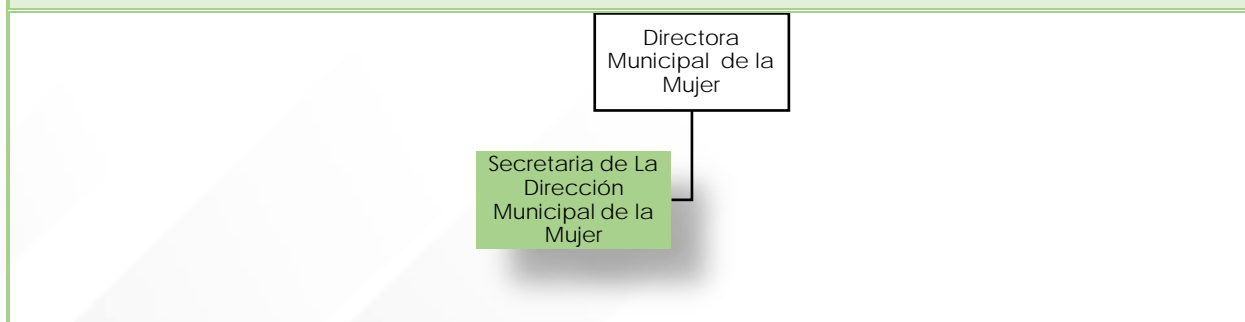 Directora
Municipal de la
Mujer
Secretaria de La
Dirección
Municipal de la
Mujer